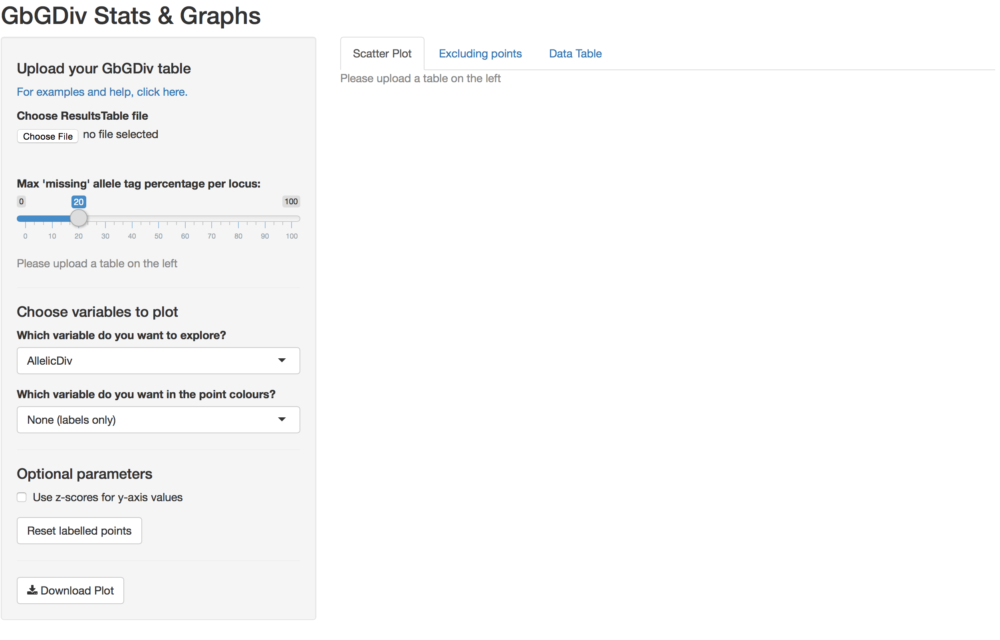 GbGDiv Stats & Graphs
Upload your GbGDiv table
For examples and help, click here.
Choose ResultsTable file
Choose File no file selected
Max 'missing' allele tag percentage per locus:
0 20 100
0 10 20 30 40 50 60 70 80 90 100
Please upload a table on the left
Choose variables to plot
Which variable do you want to explore?
AllelicDiv
Which variable do you want in the point colours?
None (labels only)
Optional parameters
Use z-scores for y-axis values
Reset labelled points
Download Plot
Scatter Plot Excluding points Data Table
Please upload a table on the left